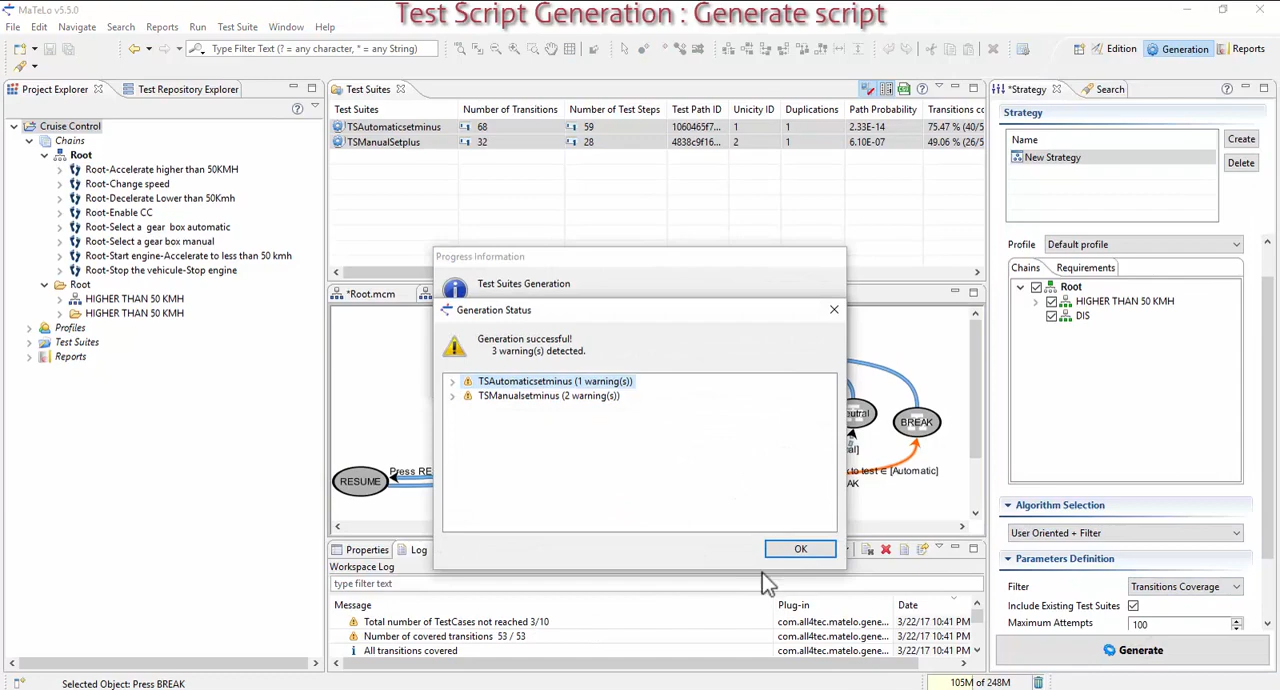 Test Script Generation : Generate script
MaTeLo v5.5.0
File Edit Navigate Search Reports Run Test Suite Window Help
Type Filter Text (? = any character, * = any String)
Edition Generation Reports
Project Explorer Test Repository Explorer
Cruise Control
Chains
Root
Root-Accelerate higher than 50KMH
Root-Change speed
Root-Decelerate Lower than 50Kmh
Root-Enable CC
Root-Select a gear box automatic
Root-Select a gear box manual
Root-Start engine-Accelerate to less than 50 kmh
Root-Stop the vehicule-Stop engine
Root
HIGHER THAN 50 KMH
HIGHER THAN 50 KMH
Profiles
Test Suites
Reports
Test Suites
Test Suites Number of Transitions Number of Test Steps Test Path ID Unicity ID Duplications Path Probability Transitions co
TSAutomaticsetminus 68 59 1060465f7... 1 1 2.33E-14 75.47 % (40/5
TSManualSetplus 32 28 4838c9f16... 2 1 6.10E-07 49.06 % (26/5
*Root.mcm
Progress Information
Test Suites Generation
Generation Status
Generation successful!
3 warning(s) detected.
TSAutomaticsetminus (1 warning(s))
TSManualsetminus (2 warning(s))
OK
RESUME
Press RE
eutral
BREAK
al]
to test ∈ [Automatic]
AK
Properties Log
Workspace Log
type filter text
Message Plug-in Date
Total number of TestCases not reached 3/10 com.all4tec.matelo.gene... 3/22/17 10:41 PM
Number of covered transitions 53 / 53 com.all4tec.matelo.gene... 3/22/17 10:41 PM
All transitions covered com.all4tec.matelo.gene... 3/22/17 10:41 PM
*Strategy Search
Strategy
Name
New Strategy
Create
Delete
Profile Default profile
Chains Requirements
Root
HIGHER THAN 50 KMH
DIS
Algorithm Selection
User Oriented + Filter
Parameters Definition
Filter Transitions Coverage
Include Existing Test Suites
Maximum Attempts 100
Generate
Selected Object: Press BREAK
105M of 248M